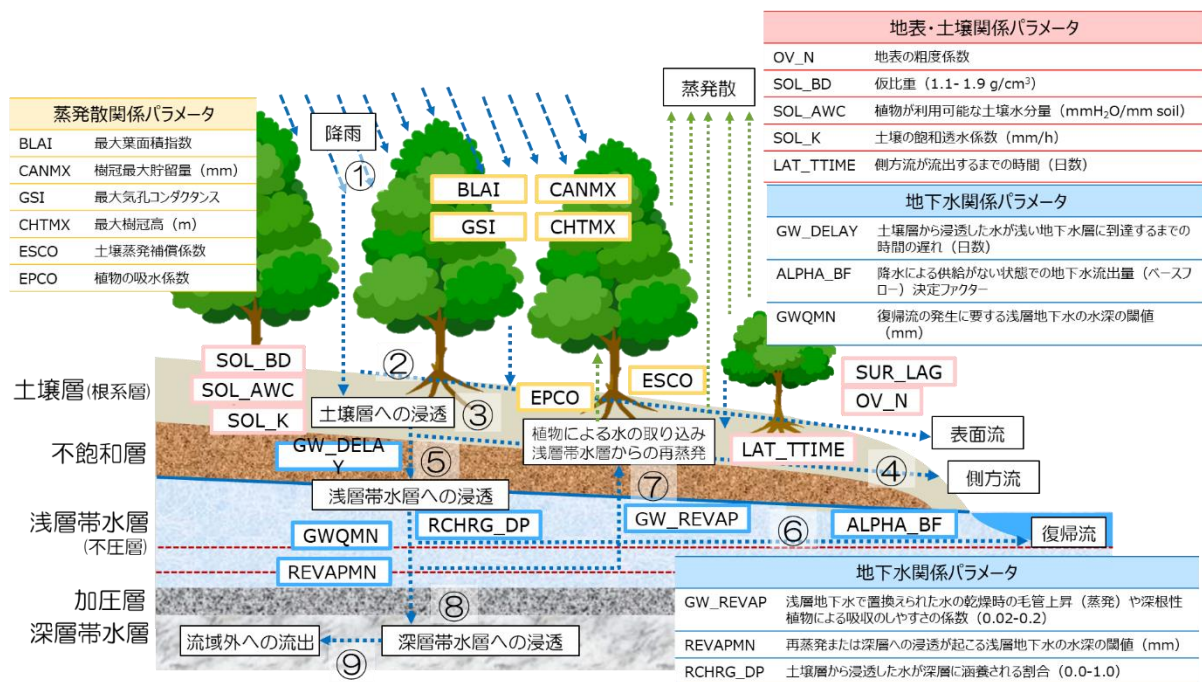 蒸発散関係パラメータ
BLAI 最大葉面積指数
CANMX 樹冠最大貯留量（mm）
GSI 最大気孔コンダクタンス
CHTMX 最大樹冠高（m）
ESCO 土壌蒸発補償係数
EPCO 植物の吸水係数
降雨
①
BLAI
CANMX
GSI
CHTMX
蒸発散
地表・土壌関係パラメータ
OV_N 地表の粗度係数
SOL_BD 仮比重（1.1- 1.9 g/cm³）
SOL_AWC 植物が利用可能な土壌水分量（mmH₂O/mm soil）
SOL_K 土壌の飽和透水係数（mm/h）
LAT_TTIME 側方流が流出するまでの時間（日数）
地下水関係パラメータ
GW_DELAY 土壌層から浸透した水が浅い地下水層に到達するまでの
時間の遅れ（日数）
ALPHA_BF 降水による供給がない状態での地下水流出量（ベースフ
ロー）決定ファクター
GWQMN 復帰流の発生に要する浅層地下水の水深の閾値
（mm）
土壌層(根系層)
SOL_BD
SOL_AWC
SOL_K
②
土壌層への浸透
③
EPCO
ESCO
植物による水の取り込み
浅層帯水層からの再蒸発
SUR_LAG
OV_N
LAT_TTIME
表面流
④
側方流
不飽和層
GW_DELA
Y
⑤
浅層帯水層への浸透
⑦
浅層帯水層
(不圧層)
GWQMN
RCHRG_DP
GW_REVAP
⑥
ALPHA_BF
復帰流
REVAPMN
加圧層
⑧
深層帯水層
流域外への流出
⑨
深層帯水層への浸透
地下水関係パラメータ
GW_REVAP 浅層地下水で置換えられた水の乾燥時の毛管上昇（蒸発）や深根性
植物による吸収のしやすさの係数（0.02-0.2）
REVAPMN 再蒸発または深層への浸透が起こる浅層地下水の水深の閾値（mm）
RCHRG_DP 土壌層から浸透した水が深層に涵養される割合（0.0-1.0）